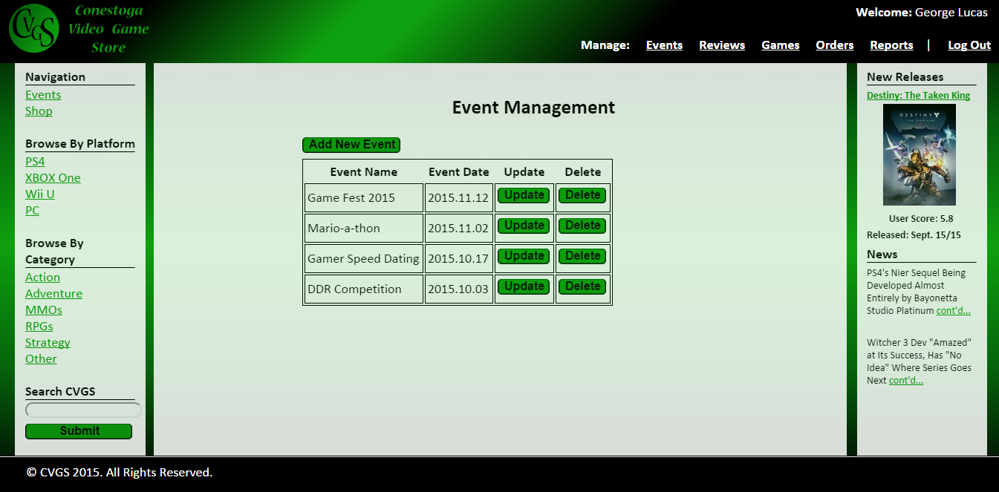 CVGS
Conestoga
Video Game
Store
Welcome: George Lucas
Manage: Events Reviews Games Orders Reports | Log Out
Navigation
Events
Shop
Browse By Platform
PS4
XBOX One
Wii U
PC
Browse By
Category
Action
Adventure
MMOs
RPGs
Strategy
Other
Search CVGS
Submit
Event Management
Add New Event
Event Name Event Date Update Delete
Game Fest 2015 2015.11.12 Update Delete
Mario-a-thon 2015.11.02 Update Delete
Gamer Speed Dating 2015.10.17 Update Delete
DDR Competition 2015.10.03 Update Delete
New Releases
Destiny: The Taken King
DESTINY
THE TAKEN KING
User Score: 5.8
Released: Sept. 15/15
News
PS4's Nier Sequel Being
Developed Almost
Entirely by Bayonetta
Studio Platinum cont'd...
Witcher 3 Dev "Amazed"
at Its Success, Has "No
Idea" Where Series Goes
Next cont'd...
© CVGS 2015. All Rights Reserved.